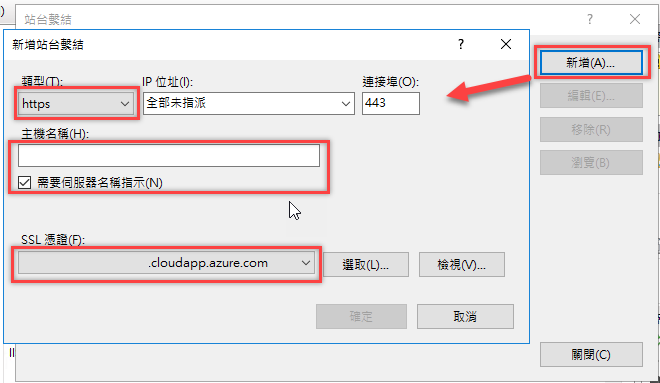 站台繫結
? ×
新增站台繫結
? ×
類型(T):
IP 位址(I):
連接埠(O):
https
全部未指派
443
主機名稱(H):
需要伺服器名稱指示(N)
SSL 憑證(F):
.cloudapp.azure.com
選取(L)...
檢視(V)...
確定
取消
新增(A)...
編輯(E)...
移除(R)
瀏覽(B)
關閉(C)